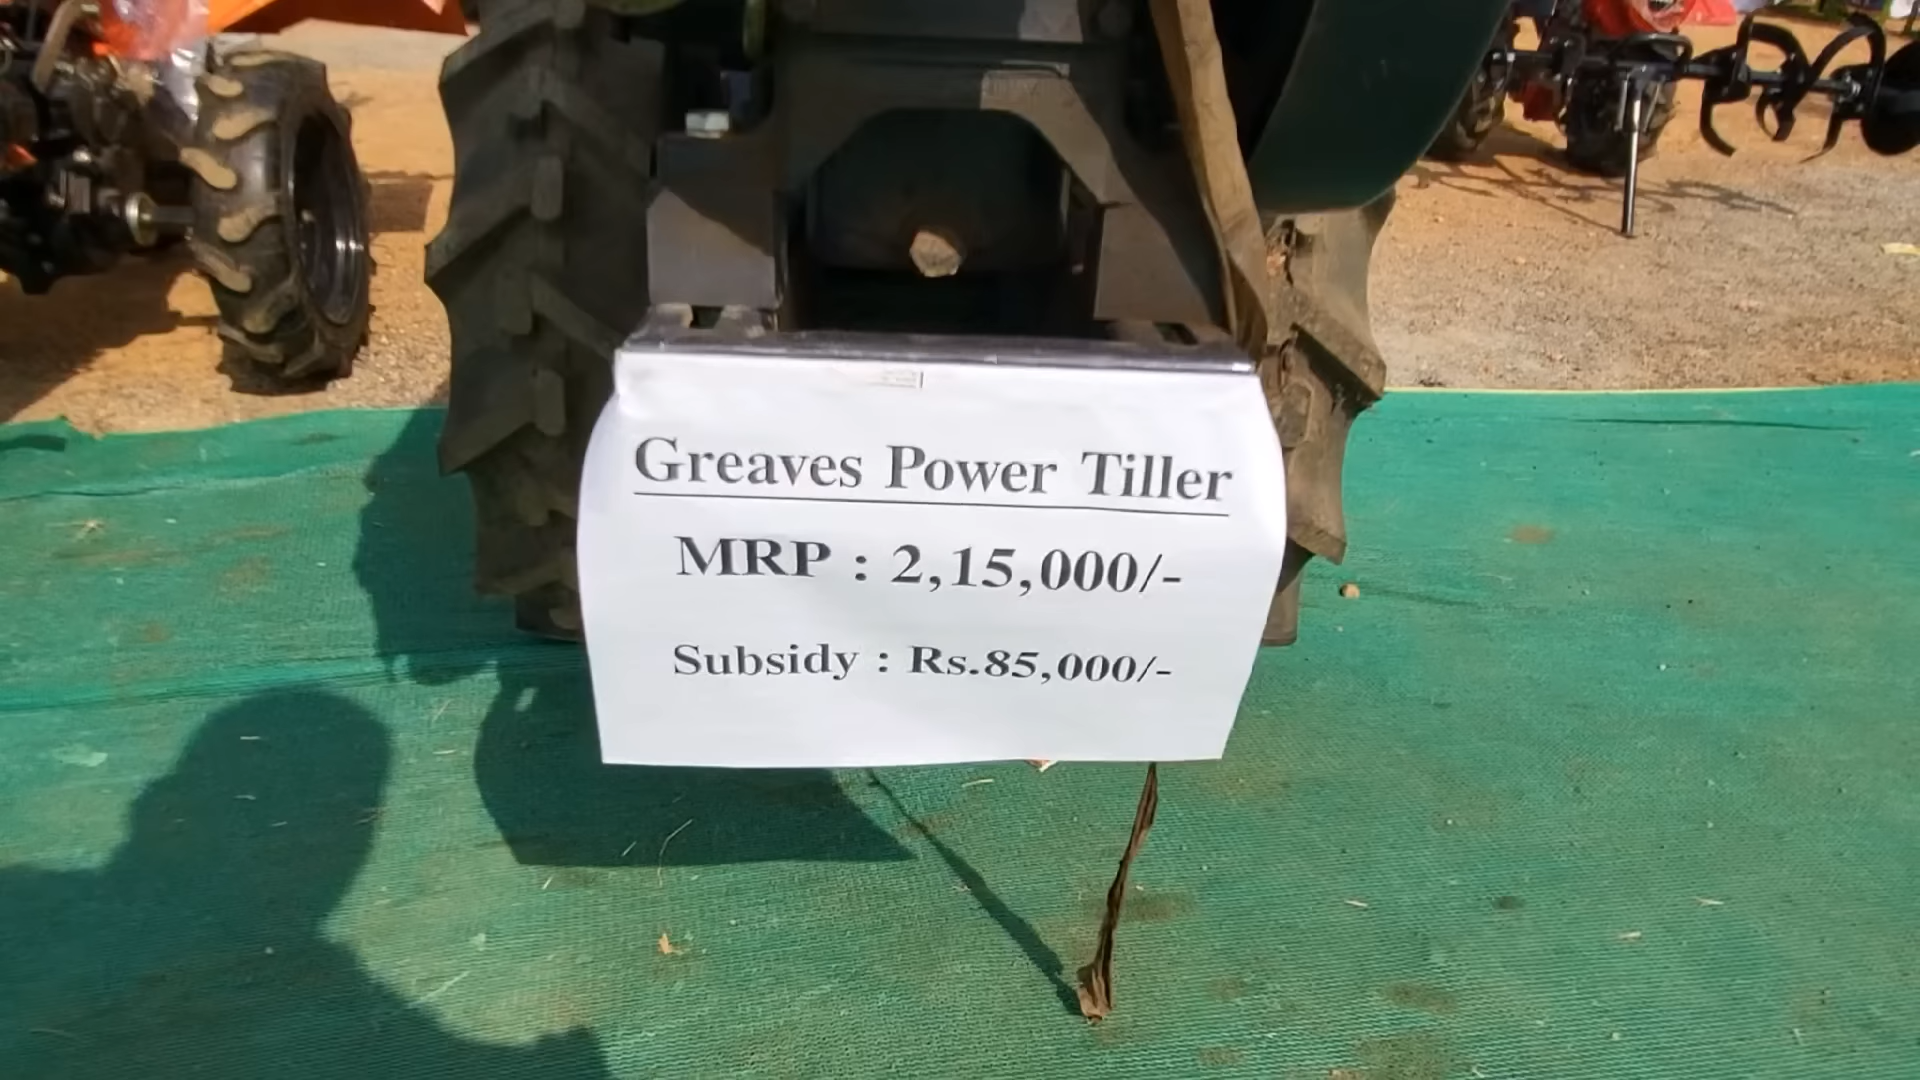 Greaves Power Tiller
MRP : 2,15,000/-
Subsidy : Rs.85,000/-